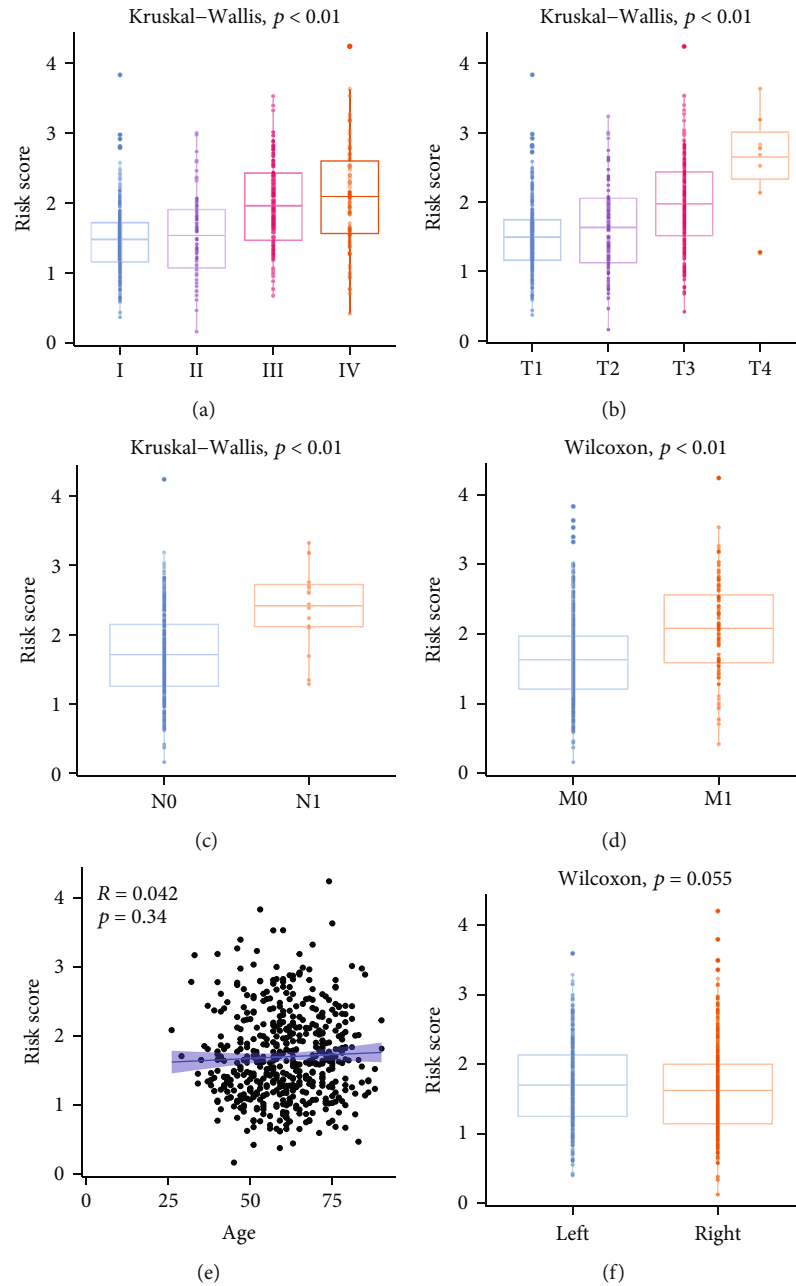 Kruskal−Wallis, p < 0.01
Risk score
4
3
2
1
0
I II III IV
(a)
Kruskal−Wallis, p < 0.01
Risk score
4
3
2
1
0
T1 T2 T3 T4
(b)
Kruskal−Wallis, p < 0.01
Risk score
4
3
2
1
0
N0 N1
(c)
Wilcoxon, p < 0.01
Risk score
4
3
2
1
0
M0 M1
(d)
R = 0.042
p = 0.34
Risk score
4
3
2
1
0
0 25 50 75
Age
(e)
Wilcoxon, p = 0.055
Risk score
4
3
2
1
0
Left Right
(f)